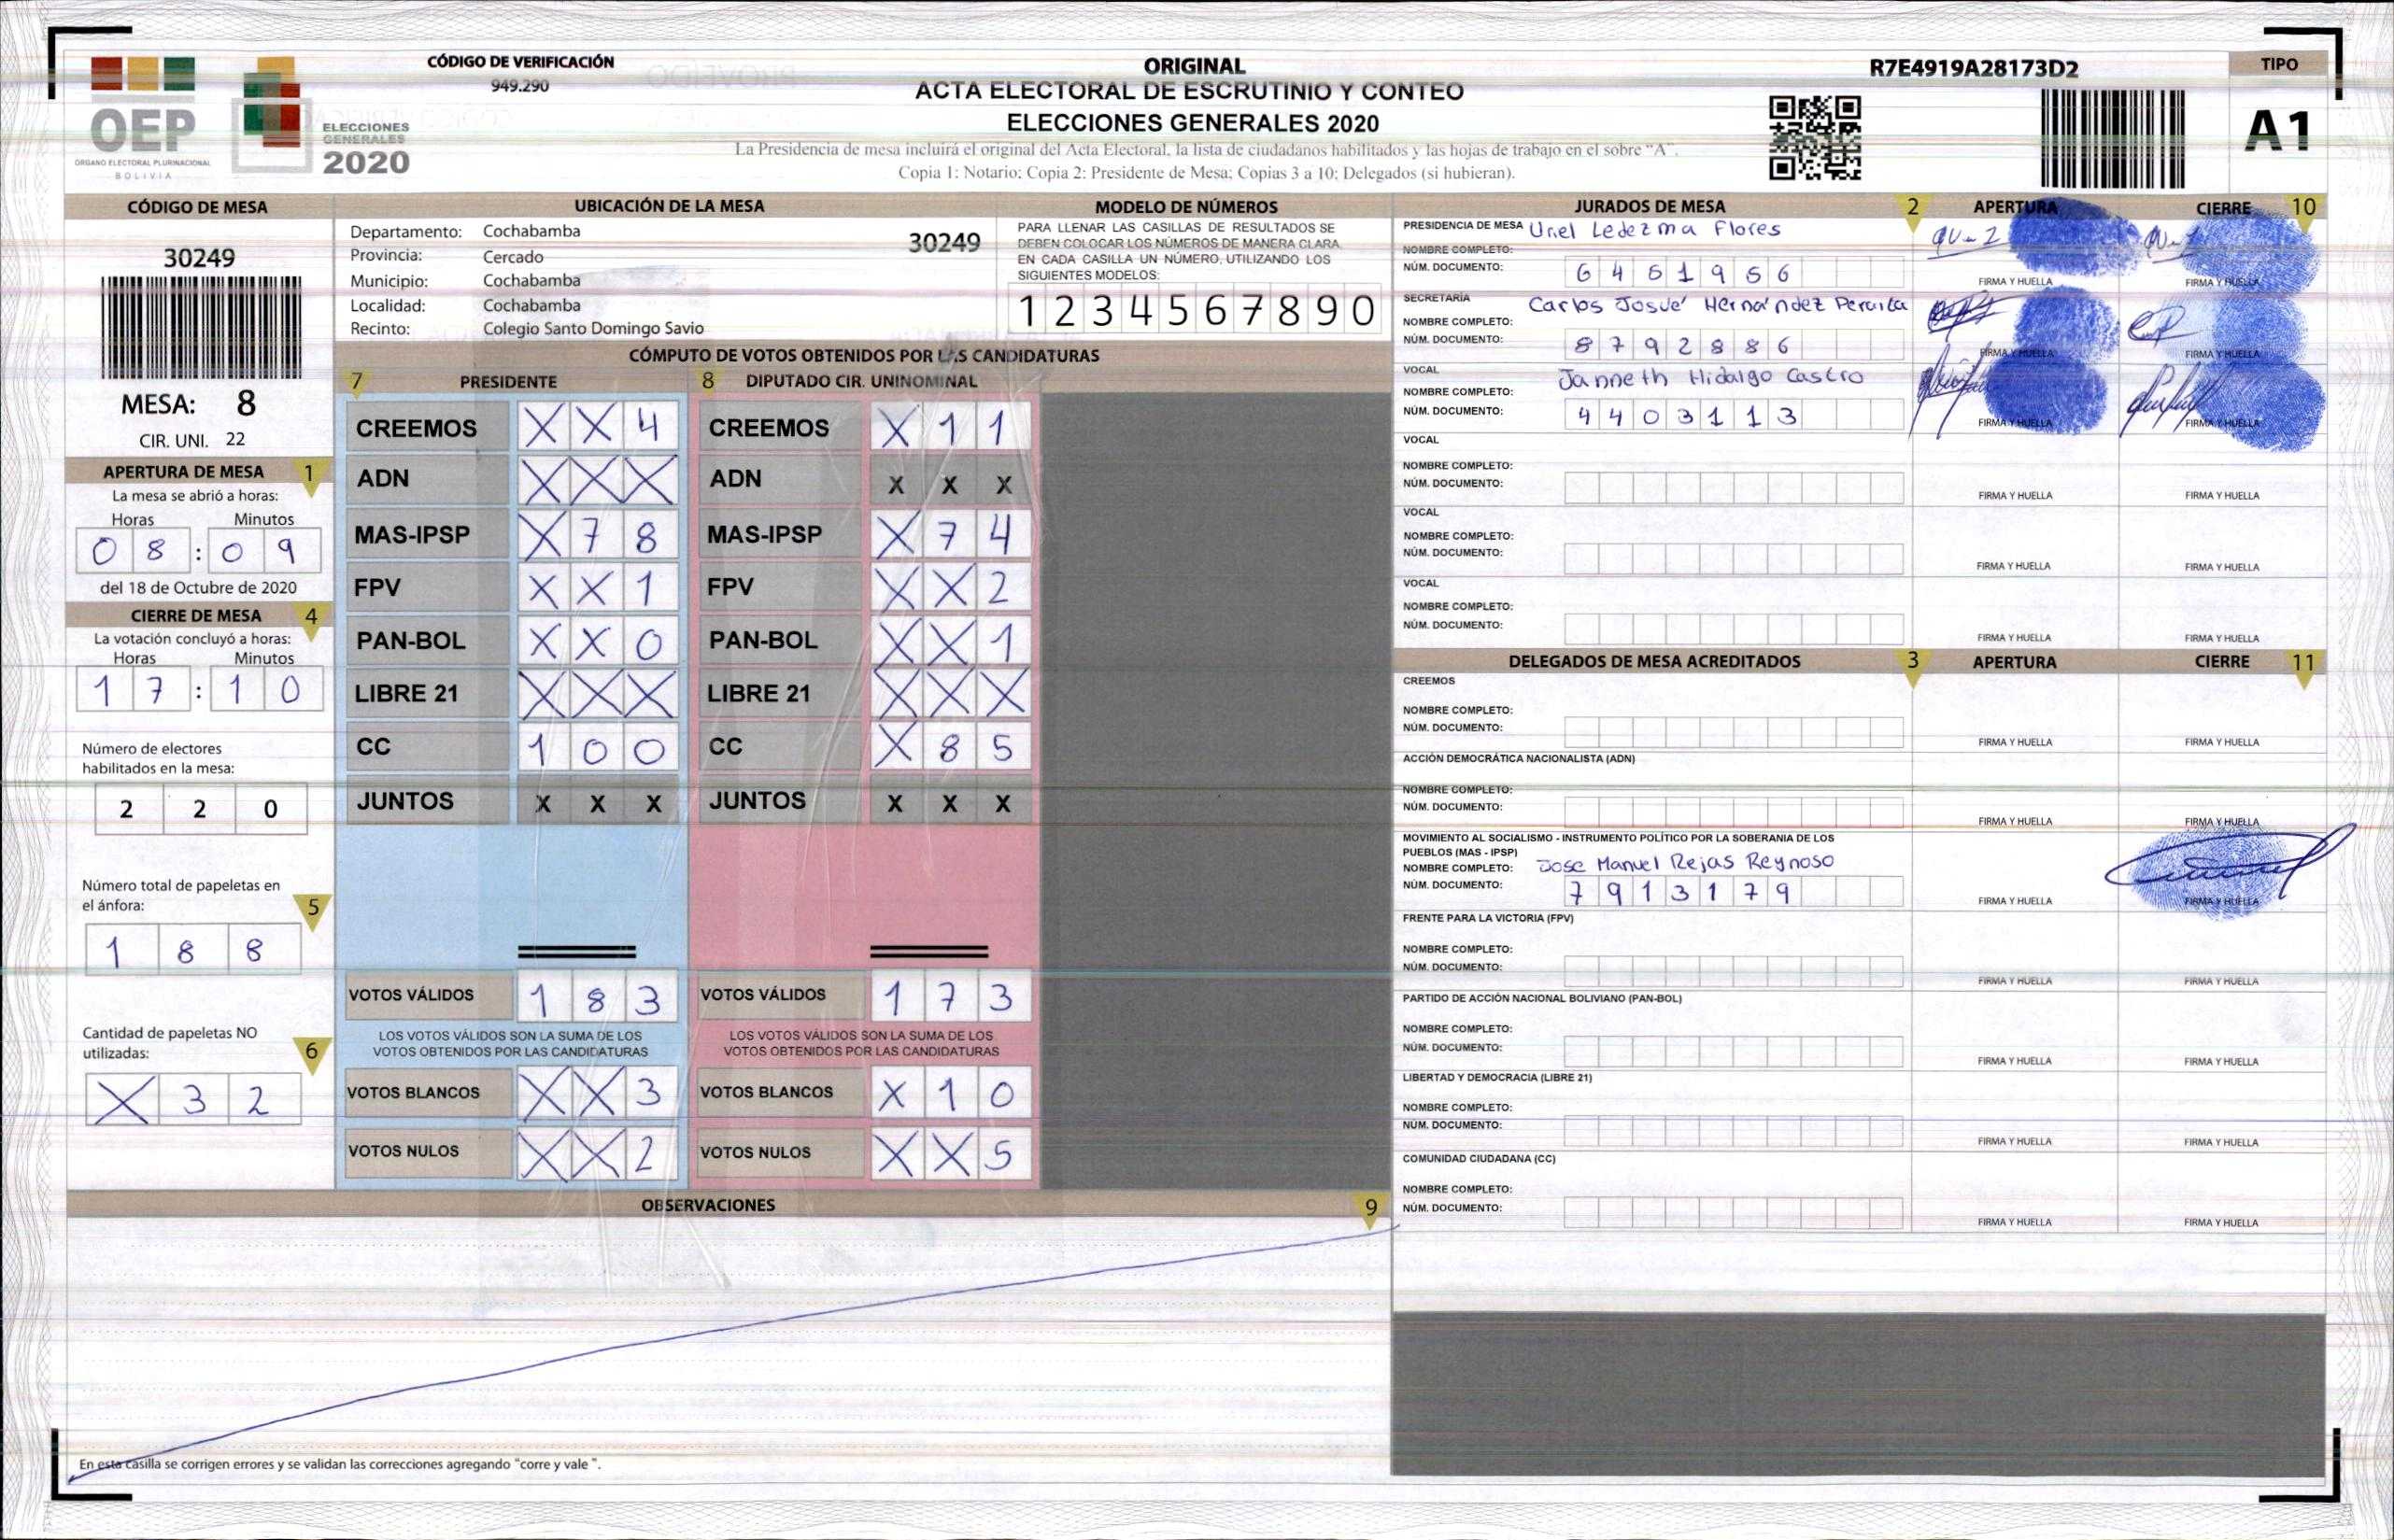 CÓDIGO DE VERIFICACIÓN
949.290
ORIGINAL
ACTA ELECTORAL DE ESCRUTINIO Y CONTEO
ELECCIONES GENERALES 2020
La Presidencia de mesa incluirá el original del Acta Electoral, la lista de ciudadanos habilitados y las hojas de trabajo en el sobre "A".
Copia 1: Notario; Copia 2: Presidente de Mesa; Copias 3 a 10; Delegados (si hubieran).
R7E4919A28173D2
TIPO
A1
OEP
ORGANO ELECTORAL PLURINACIONAL
BOLIVIA
ELECCIONES
GENERALES
2020
CÓDIGO DE MESA
30249
MESA: 8
CIR. UNI. 22
APERTURA DE MESA 1
La mesa se abrió a horas:
Horas Minutos
0 8 : 0 9
del 18 de Octubre de 2020
CIERRE DE MESA 4
La votación concluyó a horas:
Horas Minutos
1 7 : 1 0
Número de electores
habilitados en la mesa:
2 2 0
Número total de papeletas en
el ánfora: 5
1 8 8
Cantidad de papeletas NO
utilizadas: 6
X 3 2
UBICACIÓN DE LA MESA
Departamento: Cochabamba 30249
Provincia: Cercado
Municipio: Cochabamba
Localidad: Cochabamba
Recinto: Colegio Santo Domingo Savio
MODELO DE NÚMEROS
PARA LLENAR LAS CASILLAS DE RESULTADOS SE
DEBEN COLOCAR LOS NÚMEROS DE MANERA CLARA
EN CADA CASILLA UN NÚMERO, UTILIZANDO LOS
SIGUIENTES MODELOS:
1 2 3 4 5 6 7 8 9 0
CÓMPUTO DE VOTOS OBTENIDOS POR LAS CANDIDATURAS
7 PRESIDENTE 8 DIPUTADO CIR. UNINOMINAL
CREEMOS X X 4 CREEMOS X 1 1
ADN X X X ADN X X X
MAS-IPSP X 7 8 MAS-IPSP X 7 4
FPV X X 1 FPV X X 2
PAN-BOL X X 0 PAN-BOL X X 1
LIBRE 21 X X X LIBRE 21 X X X
CC 1 0 0 CC X 8 5
JUNTOS X X X JUNTOS X X X
VOTOS VÁLIDOS 1 8 3 VOTOS VÁLIDOS 1 7 3
LOS VOTOS VÁLIDOS SON LA SUMA DE LOS LOS VOTOS VÁLIDOS SON LA SUMA DE LOS
VOTOS OBTENIDOS POR LAS CANDIDATURAS VOTOS OBTENIDOS POR LAS CANDIDATURAS
VOTOS BLANCOS X X 3 VOTOS BLANCOS X 1 0
VOTOS NULOS X X 2 VOTOS NULOS X X 5
OBSERVACIONES 9
En esta casilla se corrigen errores y se validan las correcciones agregando "corre y vale ".
JURADOS DE MESA 2 APERTURA CIERRE 10
PRESIDENCIA DE MESA Uriel Ledezma Flores
NOMBRE COMPLETO:
NÚM. DOCUMENTO: 6 4 5 1 9 5 6
FIRMA Y HUELLA FIRMA Y HUELLA
SECRETARÍA Carlos Josué Hernández
NOMBRE COMPLETO:
NÚM. DOCUMENTO: 8 7 9 2 8 8 6
FIRMA Y HUELLA FIRMA Y HUELLA
VOCAL Janneth Hidalgo Castro
NOMBRE COMPLETO:
NÚM. DOCUMENTO: 4 4 0 3 1 1 3
FIRMA Y HUELLA FIRMA Y HUELLA
VOCAL
NOMBRE COMPLETO:
NÚM. DOCUMENTO:
FIRMA Y HUELLA FIRMA Y HUELLA
VOCAL
NOMBRE COMPLETO:
NÚM. DOCUMENTO:
FIRMA Y HUELLA FIRMA Y HUELLA
VOCAL
NOMBRE COMPLETO:
NÚM. DOCUMENTO:
FIRMA Y HUELLA FIRMA Y HUELLA
DELEGADOS DE MESA ACREDITADOS 3 APERTURA CIERRE 11
CREEMOS
NOMBRE COMPLETO:
NÚM. DOCUMENTO:
FIRMA Y HUELLA FIRMA Y HUELLA
ACCIÓN DEMOCRÁTICA NACIONALISTA (ADN)
NOMBRE COMPLETO:
NÚM. DOCUMENTO:
FIRMA Y HUELLA FIRMA Y HUELLA
MOVIMIENTO AL SOCIALISMO - INSTRUMENTO POLÍTICO POR LA SOBERANIA DE LOS
PUEBLOS (MAS - IPSP)
NOMBRE COMPLETO: Jose Manuel Rejas Reynoso
NÚM. DOCUMENTO: 7 9 1 3 1 7 9
FIRMA Y HUELLA FIRMA Y HUELLA
FRENTE PARA LA VICTORIA (FPV)
NOMBRE COMPLETO:
NÚM. DOCUMENTO:
FIRMA Y HUELLA FIRMA Y HUELLA
PARTIDO DE ACCIÓN NACIONAL BOLIVIANO (PAN-BOL)
NOMBRE COMPLETO:
NÚM. DOCUMENTO:
FIRMA Y HUELLA FIRMA Y HUELLA
LIBERTAD Y DEMOCRACIA (LIBRE 21)
NOMBRE COMPLETO:
NÚM. DOCUMENTO:
FIRMA Y HUELLA FIRMA Y HUELLA
COMUNIDAD CIUDADANA (CC)
NOMBRE COMPLETO:
NÚM. DOCUMENTO:
FIRMA Y HUELLA FIRMA Y HUELLA